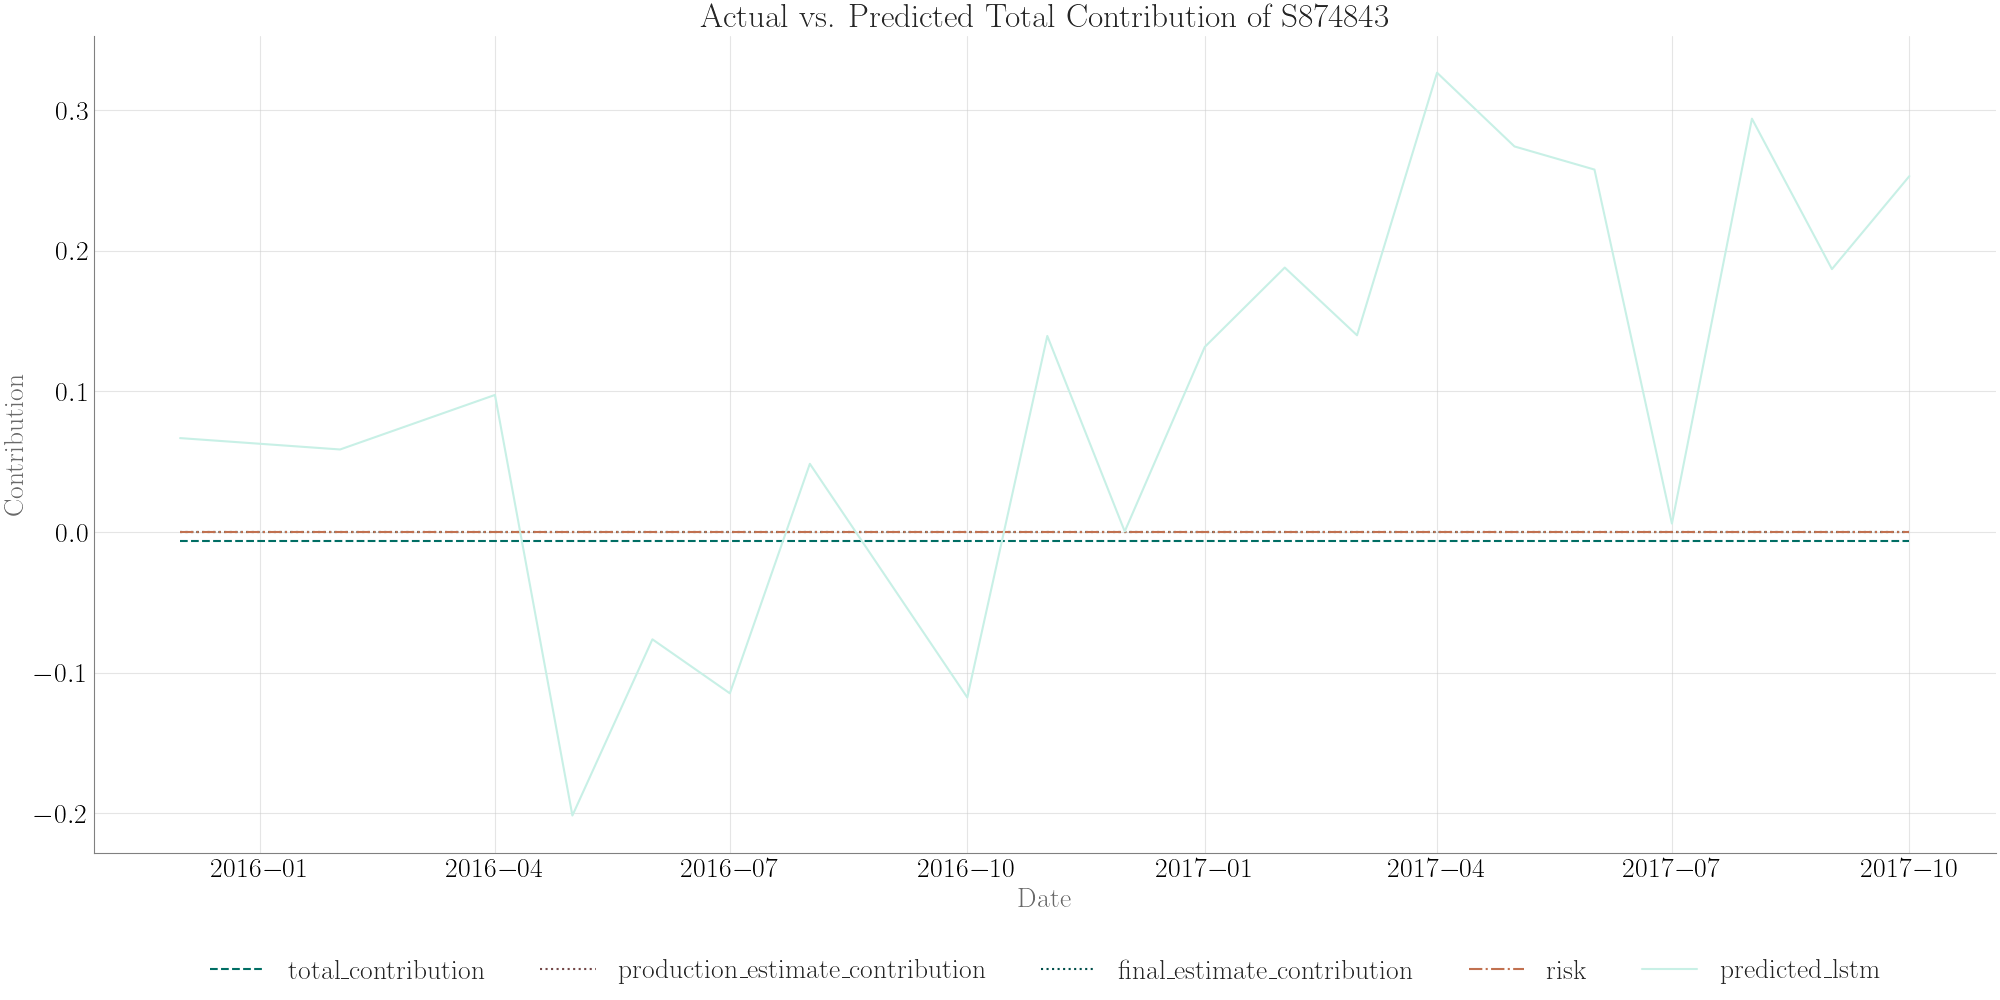 Actual vs. Predicted Total Contribution of S874843
Contribution
0.3
0.2
0.1
0.0
−0.1
−0.2
2016−01 2016−04 2016−07 2016−10 2017−01 2017−04 2017−07 2017−10
Date
total_contribution production_estimate_contribution final_estimate_contribution risk predicted_lstm